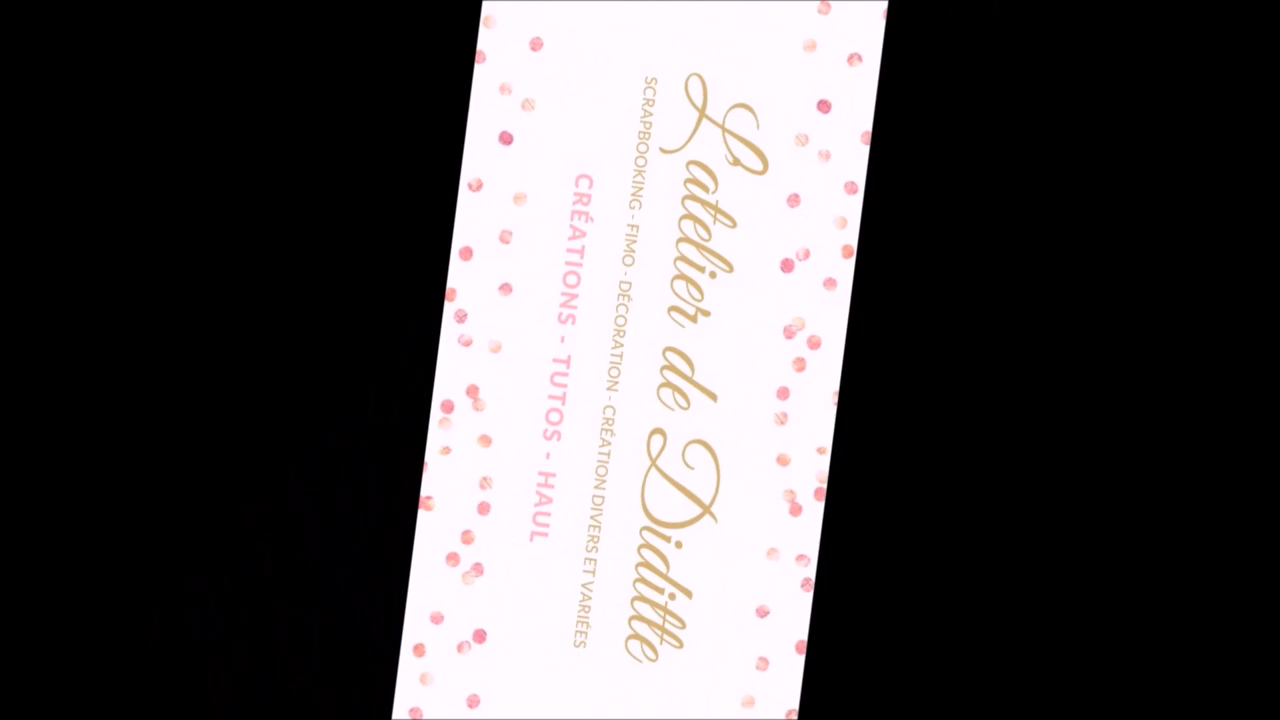 L'atelier de Diditte
SCRAPBOOKING - FIMO - DÉCORATION - CRÉATION DIVERS ET VARIÉES
CRÉATIONS - TUTOS - HAUL